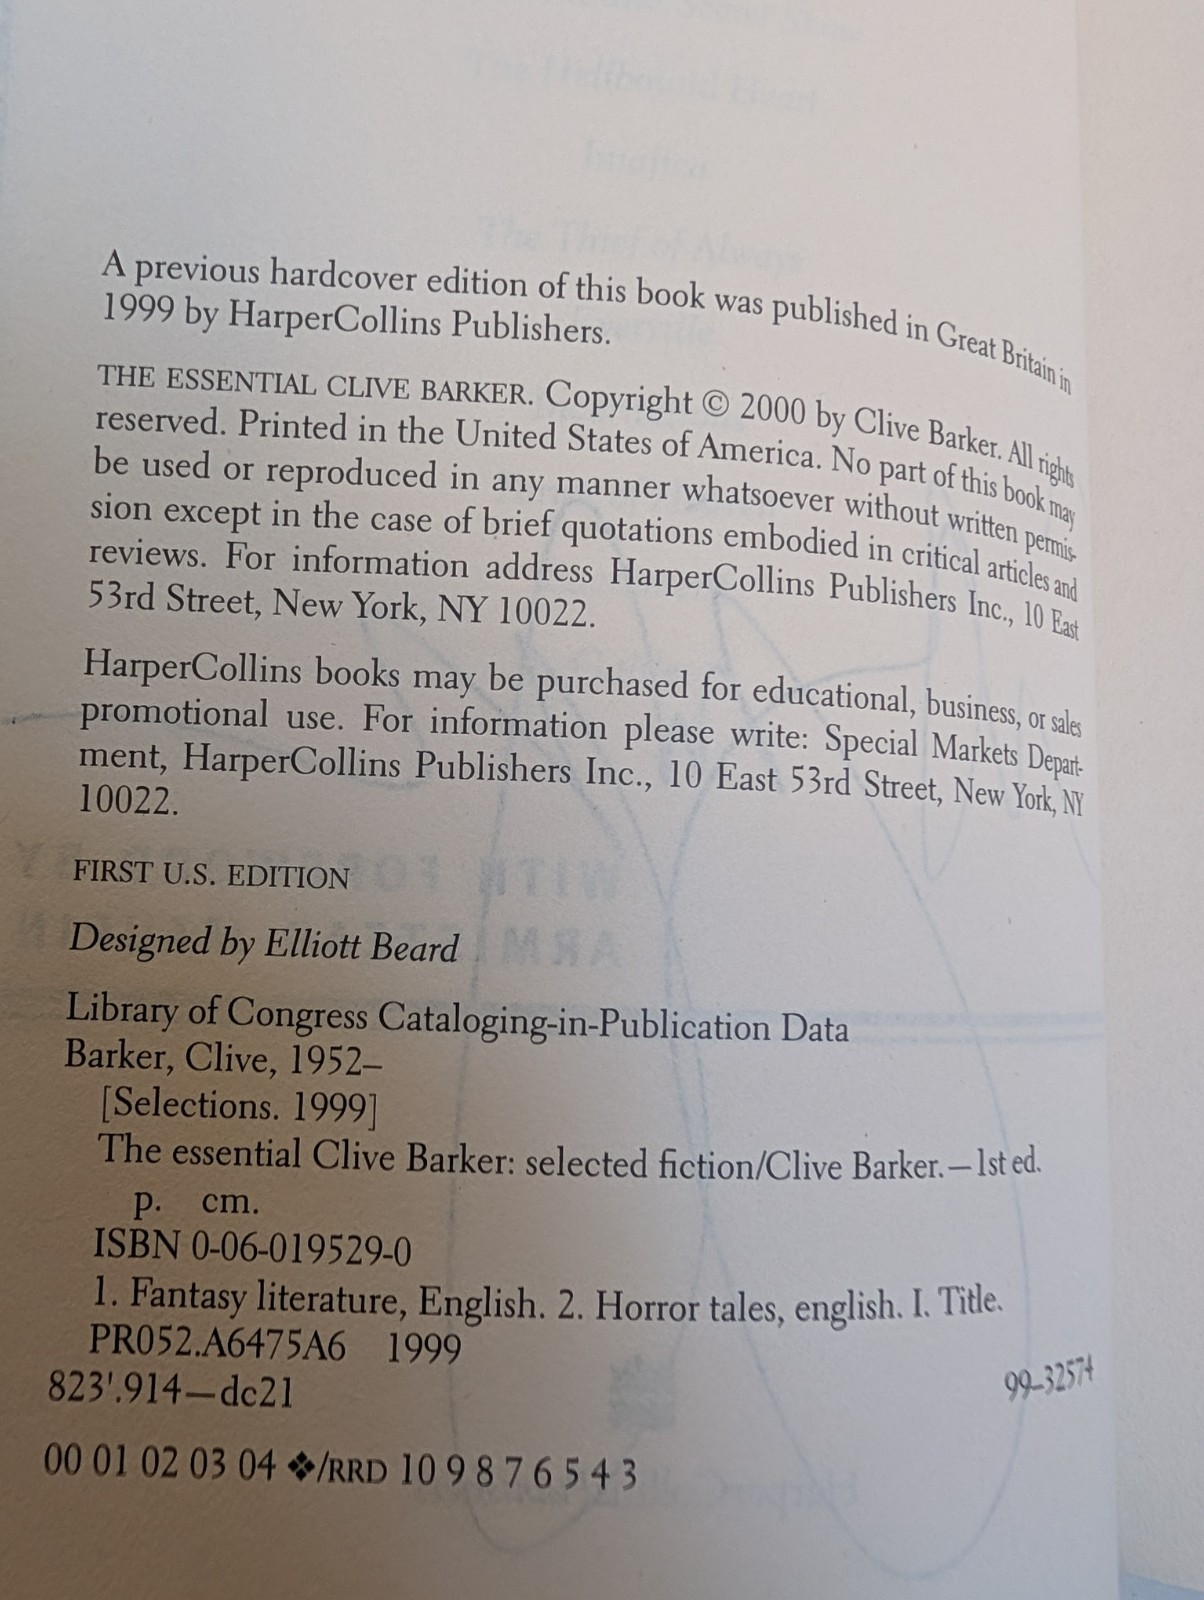 A previous hardcover edition of this book was published in Great Britain in
1999 by HarperCollins Publishers.
THE ESSENTIAL CLIVE BARKER. Copyright © 2000 by Clive Barker. All rights
reserved. Printed in the United States of America. No part of this book may
be used or reproduced in any manner whatsoever without written permis-
sion except in the case of brief quotations embodied in critical articles and
reviews. For information address HarperCollins Publishers Inc., 10 East
53rd Street, New York, NY 10022.
HarperCollins books may be purchased for educational, business, or sales
promotional use. For information please write: Special Markets Depart-
ment, HarperCollins Publishers Inc., 10 East 53rd Street, New York, NY
10022.
FIRST U.S. EDITION
Designed by Elliott Beard
Library of Congress Cataloging-in-Publication Data
Barker, Clive, 1952–
[Selections. 1999]
The essential Clive Barker: selected fiction/Clive Barker.—1st ed.
p. cm.
ISBN 0-06-019529-0
1. Fantasy literature, English. 2. Horror tales, english. I. Title.
PR052.A6475A6 1999
823'.914—dc21 99-32574
00 01 02 03 04 ❖/RRD 10 9 8 7 6 5 4 3